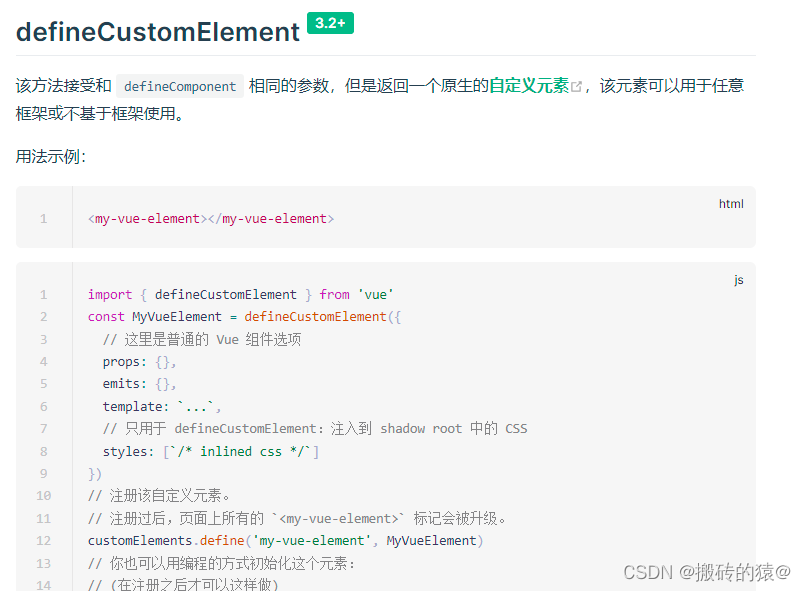 defineCustomElement 3.2+
该方法接受和 defineComponent 相同的参数，但是返回一个原生的自定义元素，该元素可以用于任意
框架或不基于框架使用。
用法示例：
html
1 <my-vue-element></my-vue-element>
js
1 import { defineCustomElement } from 'vue'
2 const MyVueElement = defineCustomElement({
3 // 这里是普通的 Vue 组件选项
4 props: {},
5 emits: {},
6 template: `...`,
7 // 只用于 defineCustomElement：注入到 shadow root 中的 CSS
8 styles: [`/* inlined css */`]
9 })
10 // 注册该自定义元素。
11 // 注册过后，页面上所有的 `<my-vue-element>` 标记会被升级。
12 customElements.define('my-vue-element', MyVueElement)
13 // 你也可以用编程的方式初始化这个元素：
14 // (在注册之后才可以这样做)
CSDN @搬砖的猿@